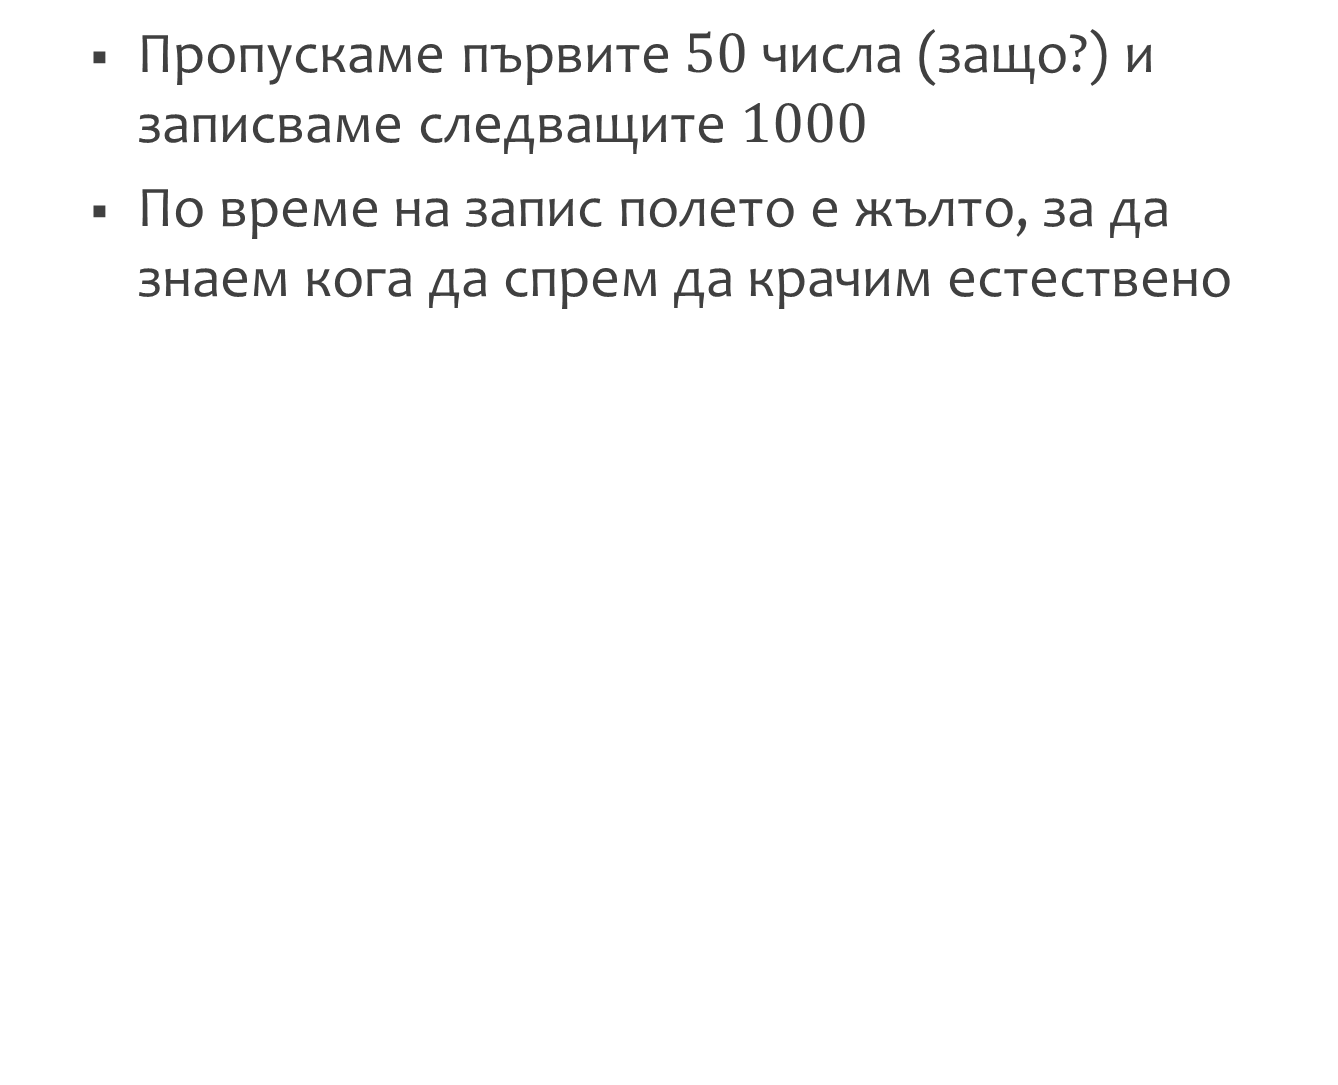 ▪ Пропускаме първите 50 числа (защо?) и
записваме следващите 1000
▪ По време на запис полето е жълто, за да
знаем кога да спрем да крачим естествено